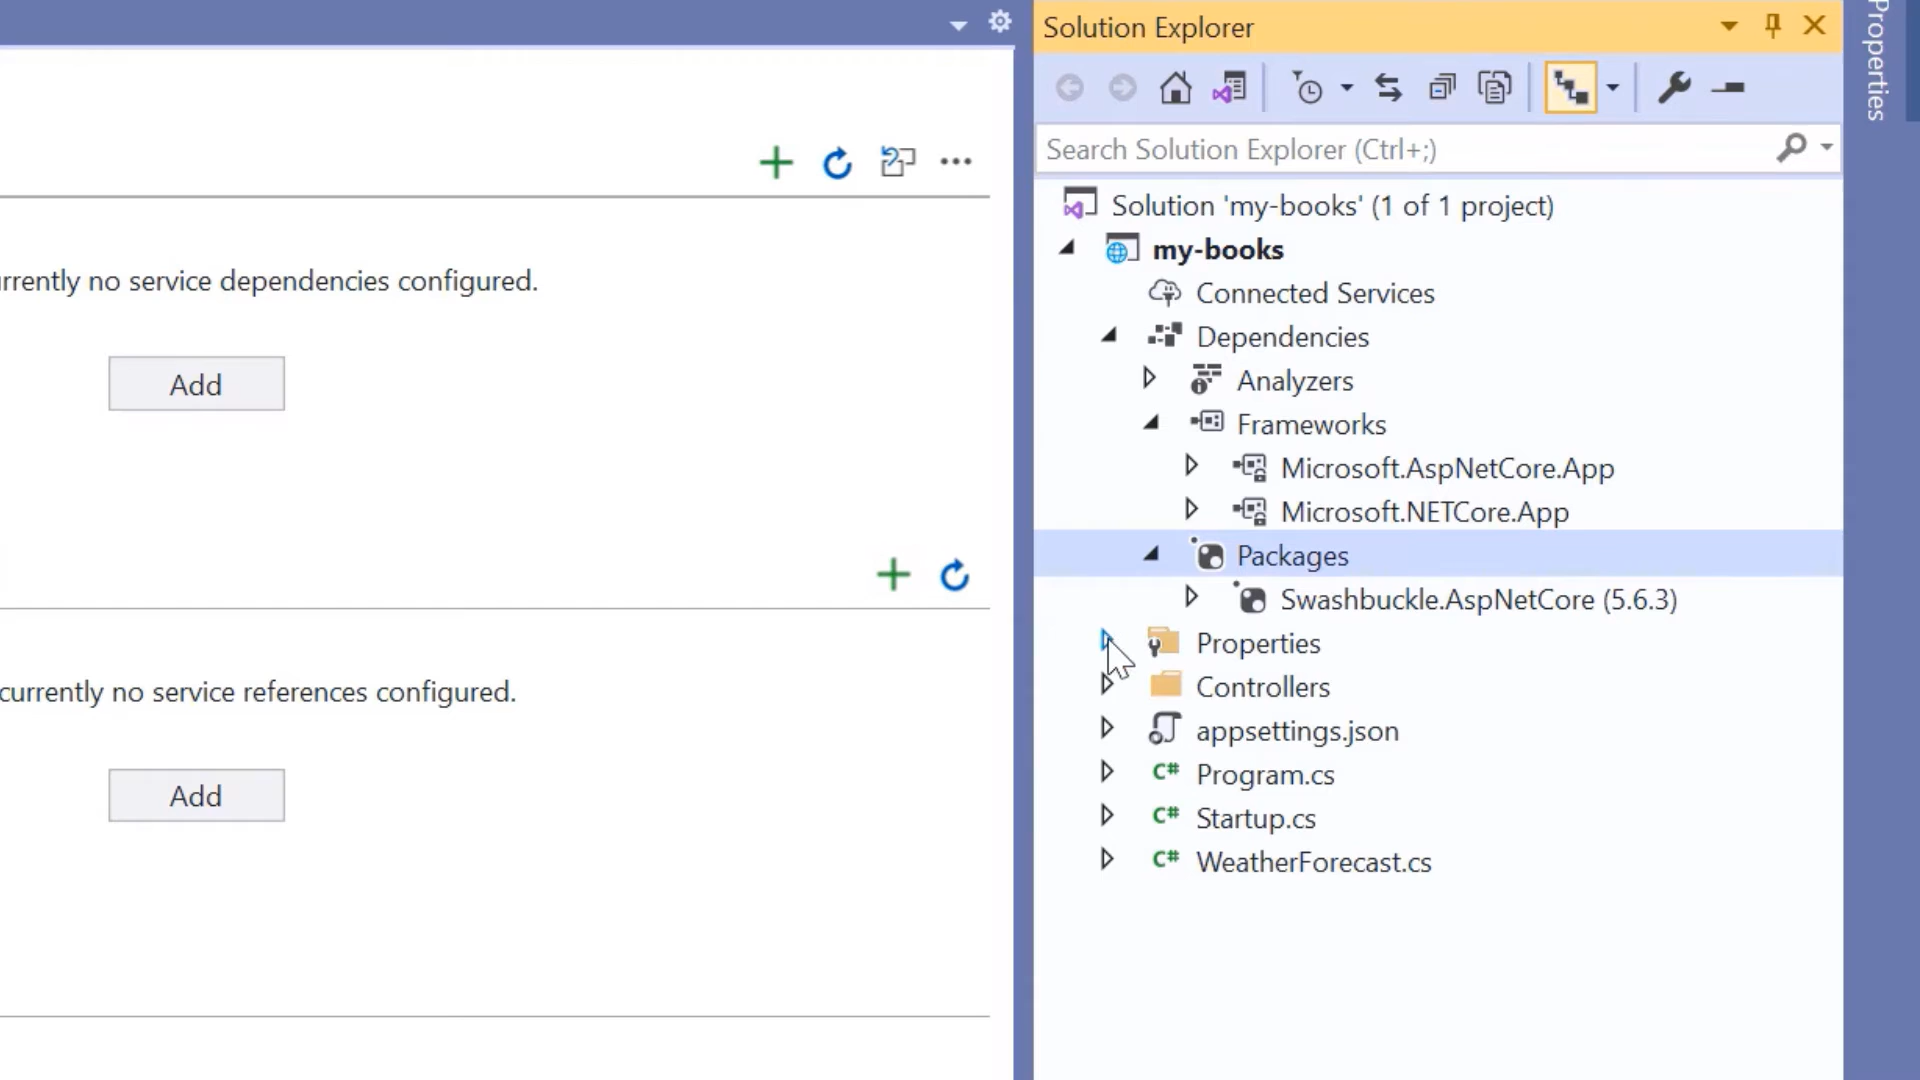 Solution Explorer
Properties
Search Solution Explorer (Ctrl+;)
Solution 'my-books' (1 of 1 project)
my-books
Connected Services
Dependencies
Analyzers
Frameworks
Microsoft.AspNetCore.App
Microsoft.NETCore.App
Packages
Swashbuckle.AspNetCore (5.6.3)
Properties
Controllers
appsettings.json
C# Program.cs
C# Startup.cs
C# WeatherForecast.cs
no service dependencies configured.
Add
currently no service references configured.
Add